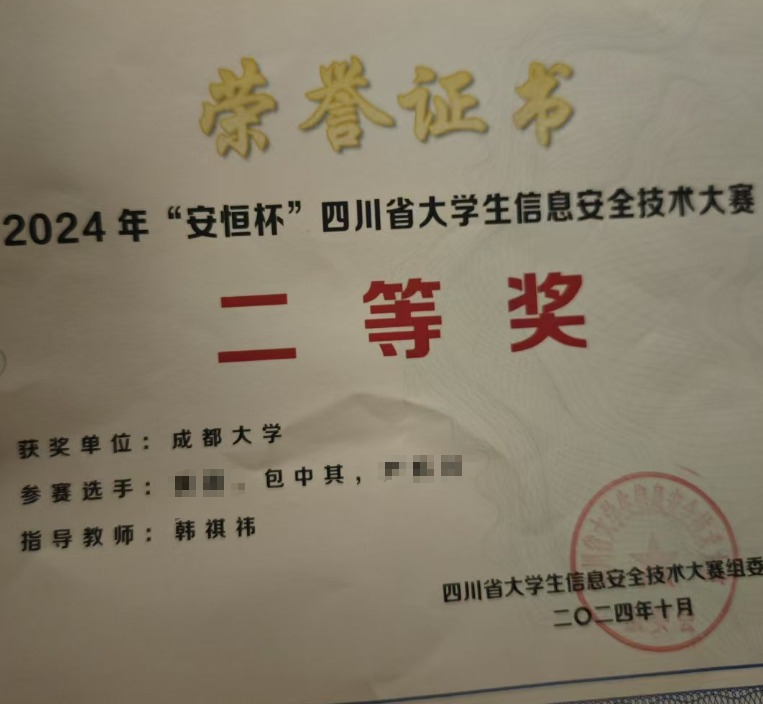 荣誉证书
2024年“安恒杯”四川省大学生信息安全技术大赛
二等奖
获奖单位：成都大学
参赛选手：包中其，
指导教师：韩祺祎
四川省大学生信息安全技术大赛组委
二〇二四年十月